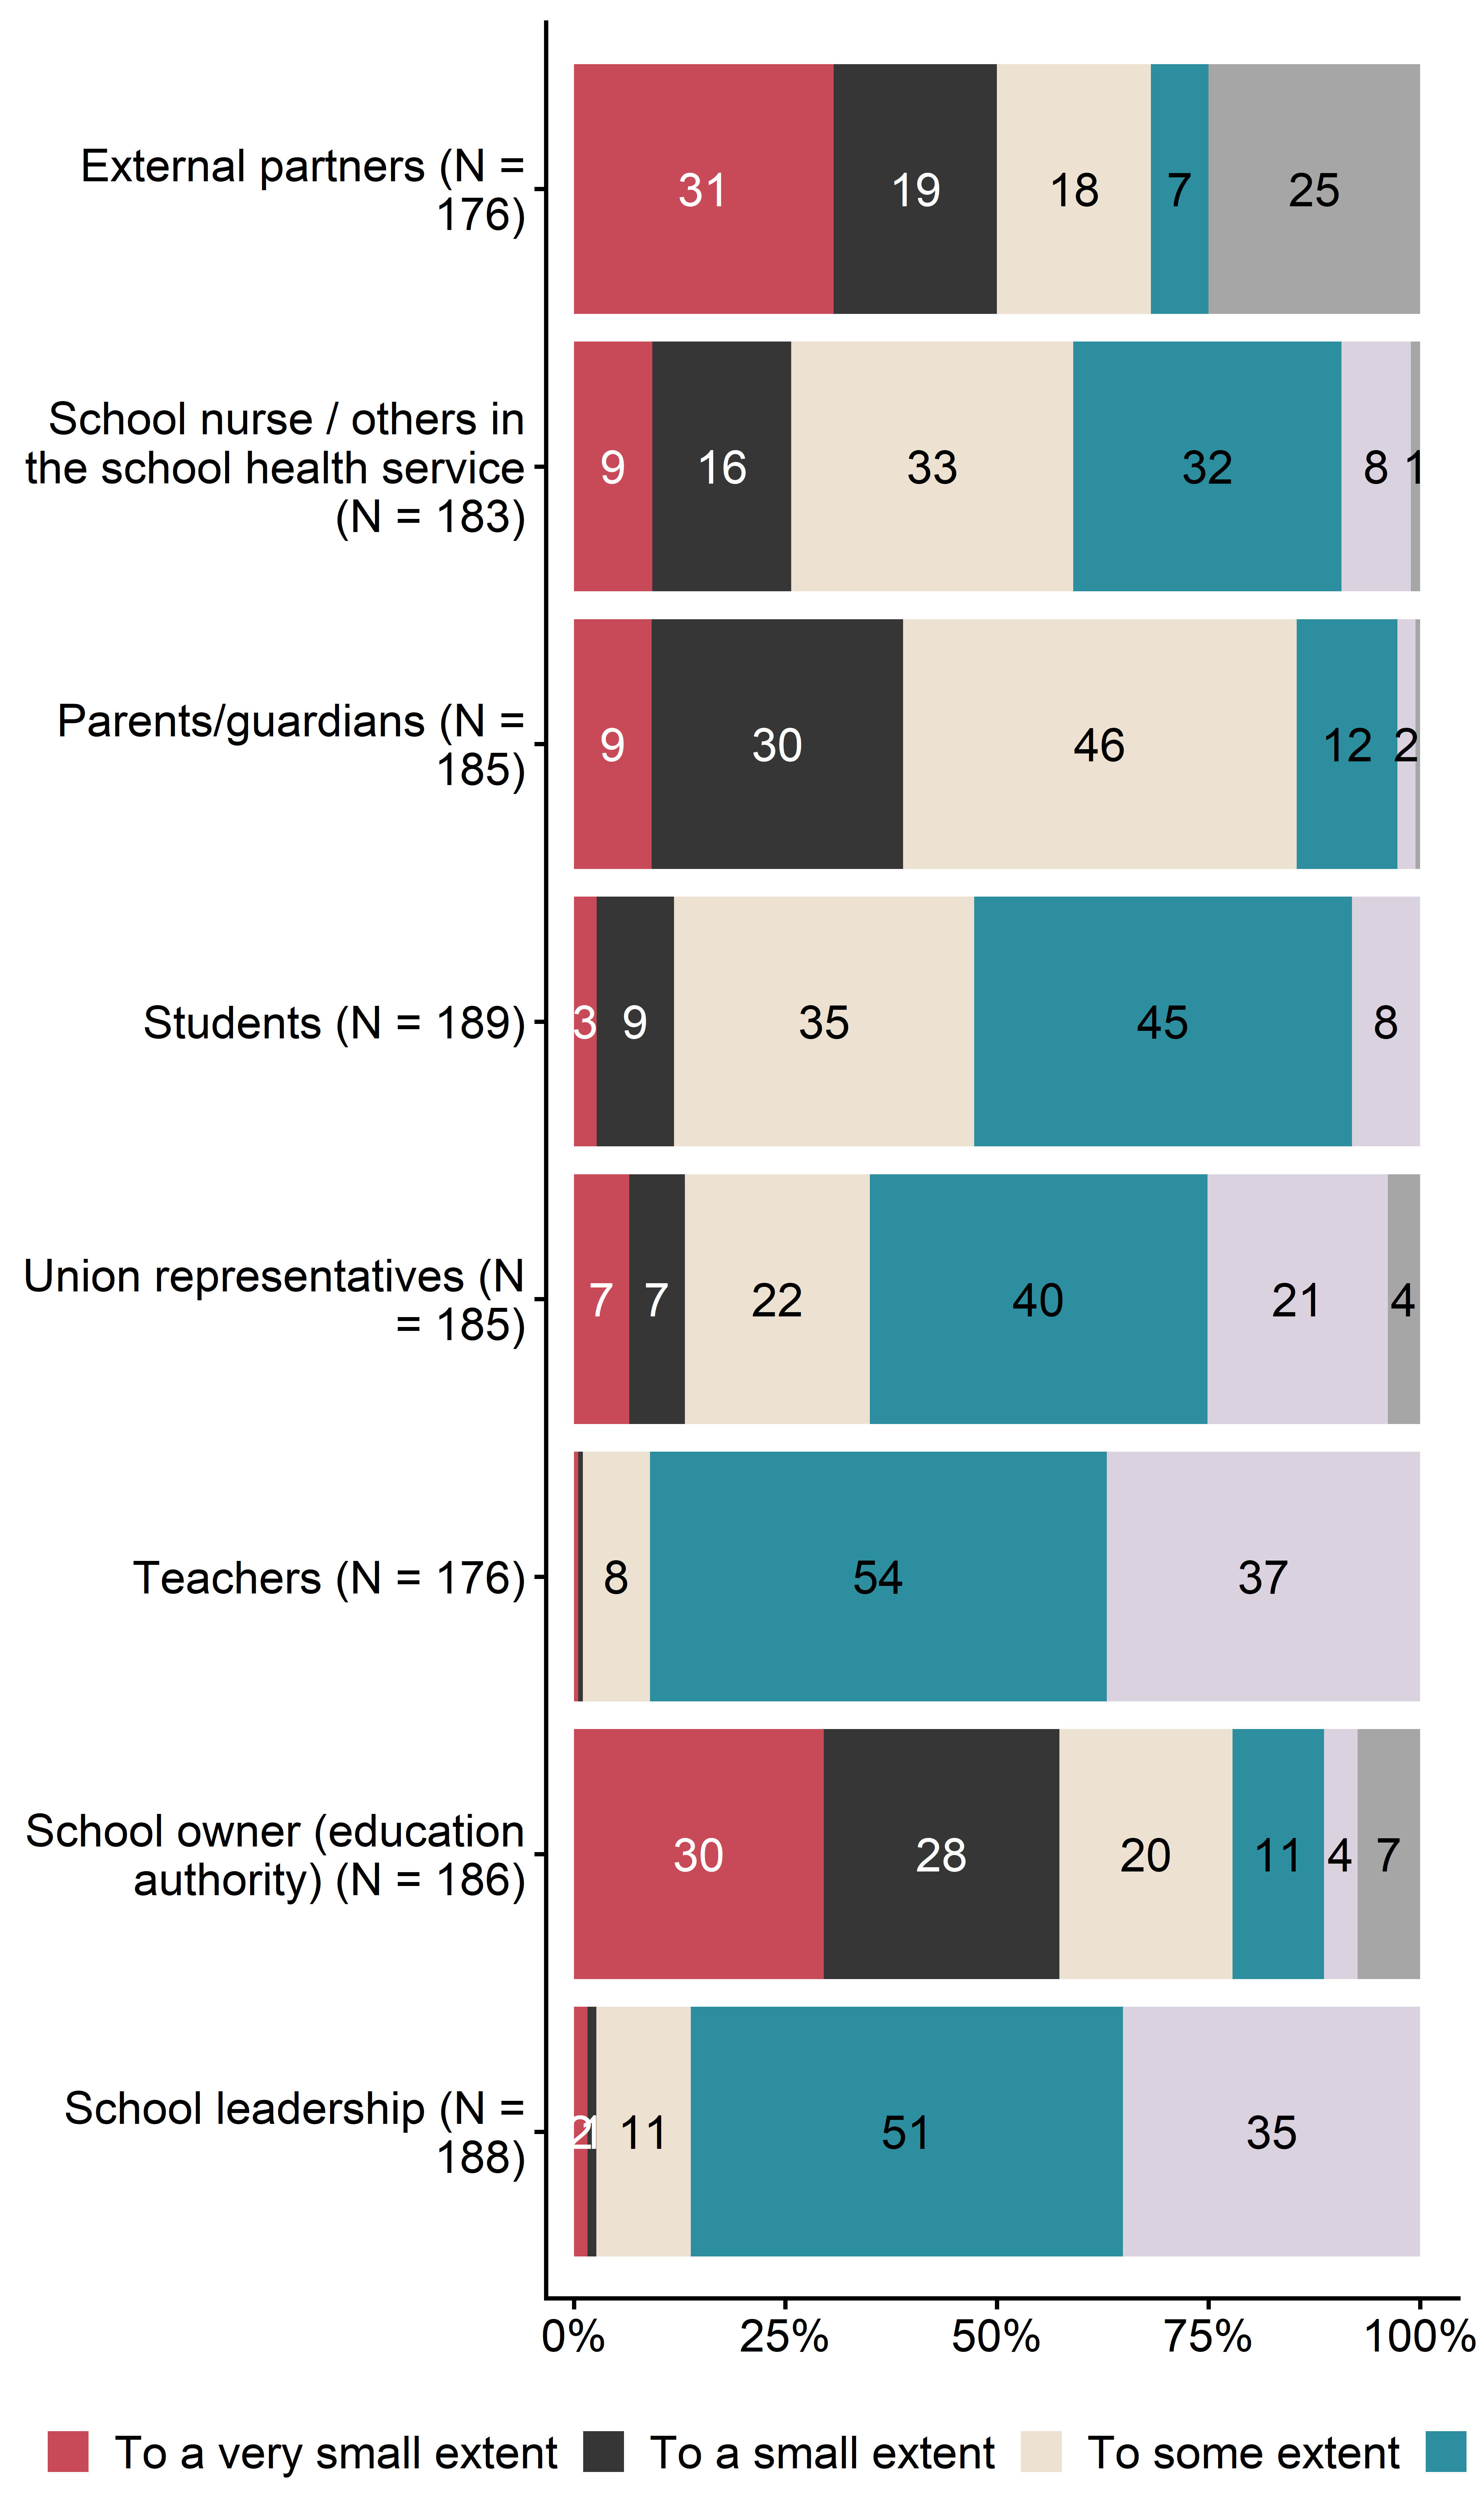 External partners (N =
176)
31 19 18 7 25
School nurse / others in
the school health service
(N = 183)
9 16 33 32 8 1
Parents/guardians (N =
185)
9 30 46 12 2
Students (N = 189)
3 9 35 45 8
Union representatives (N
= 185)
7 7 22 40 21 4
Teachers (N = 176)
8 54 37
School owner (education
authority) (N = 186)
30 28 20 11 4 7
School leadership (N =
188)
2 1 11 51 35
0% 25% 50% 75% 100%
To a very small extent To a small extent To some extent